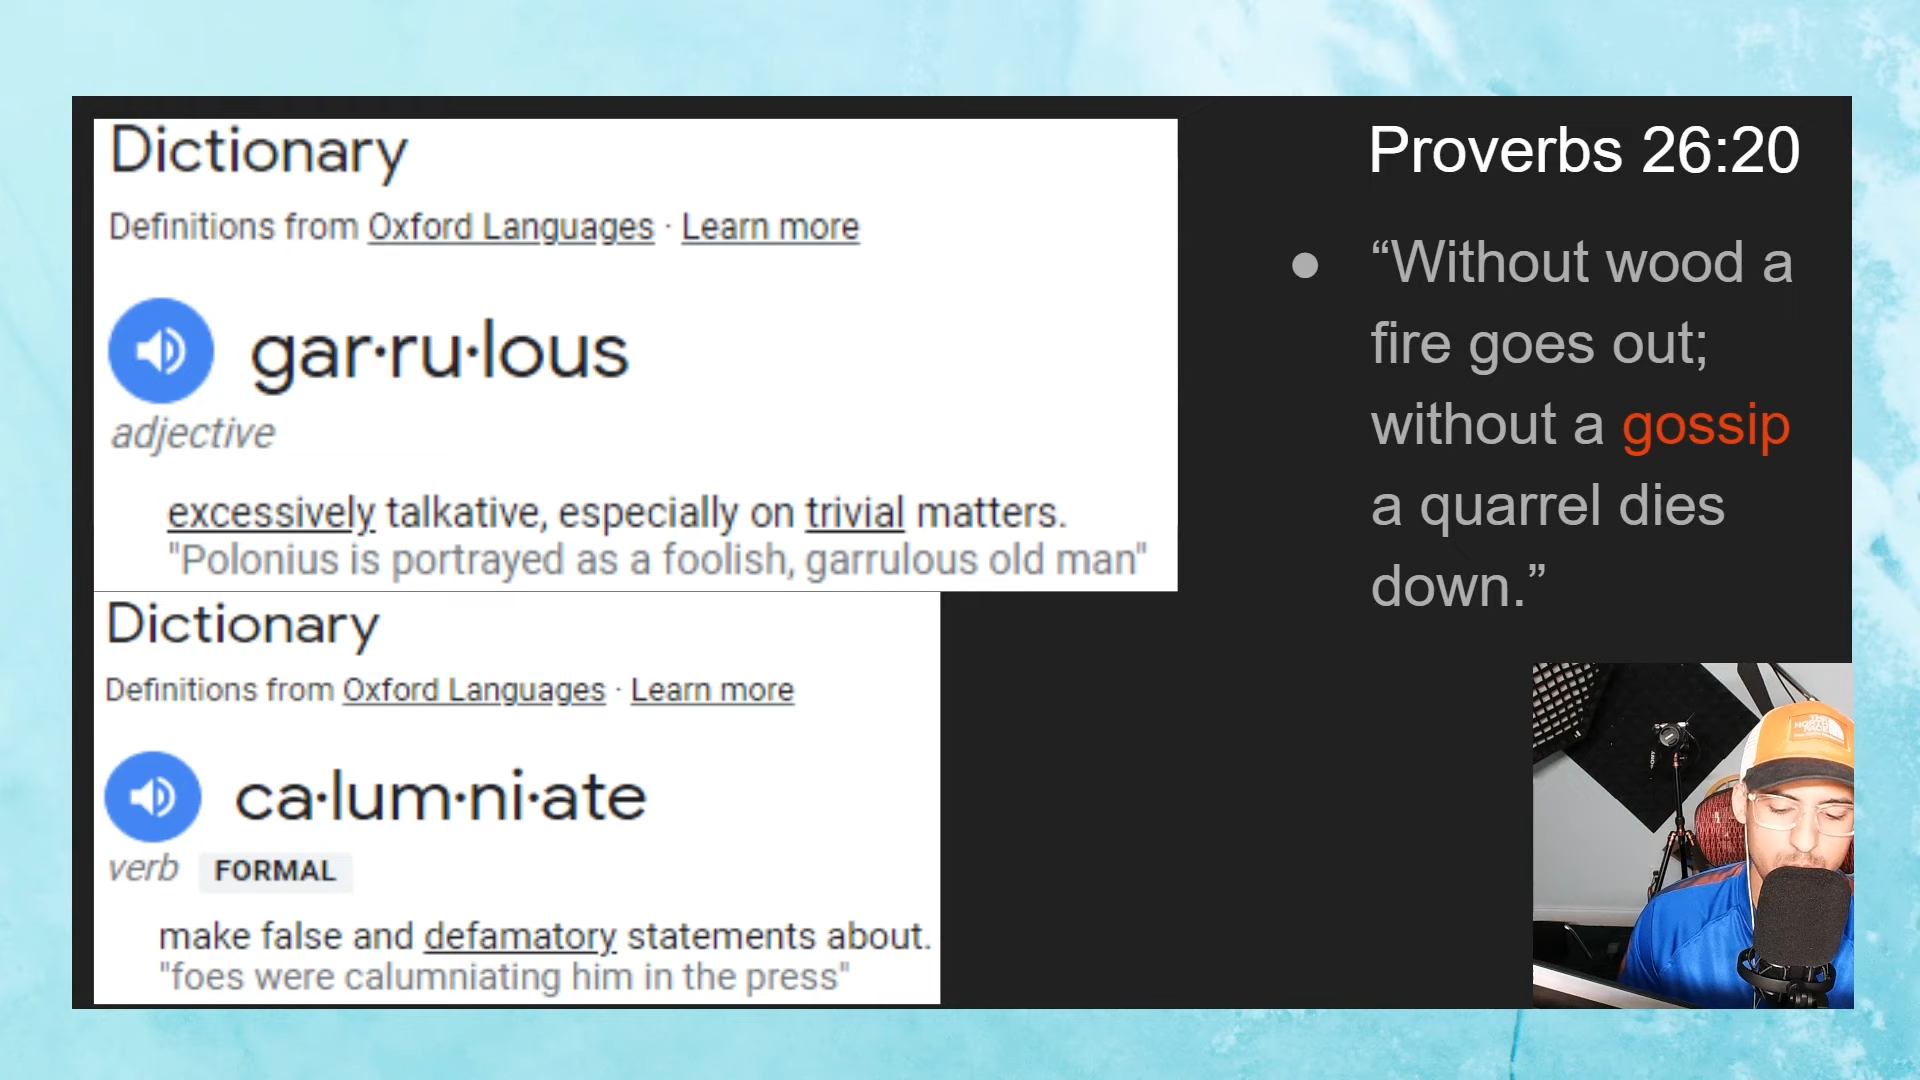 Dictionary
Definitions from Oxford Languages · Learn more
gar·ru·lous
adjective
excessively talkative, especially on trivial matters.
"Polonius is portrayed as a foolish, garrulous old man"
Dictionary
Definitions from Oxford Languages · Learn more
ca·lum·ni·ate
verb FORMAL
make false and defamatory statements about.
"foes were calumniating him in the press"
Proverbs 26:20
● “Without wood a
fire goes out;
without a gossip
a quarrel dies
down.”
THE
NORTH
FACE